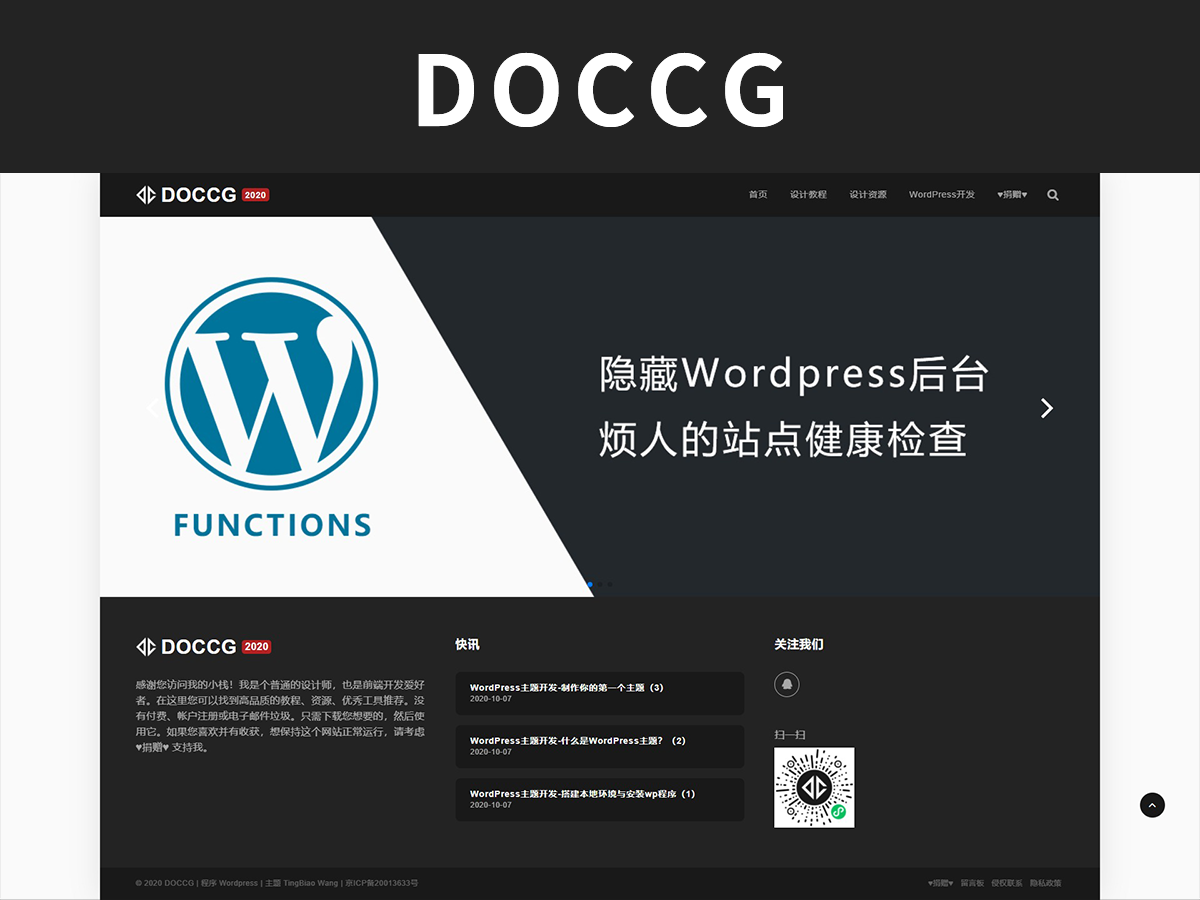 DOCCG
DOCCG 2020
首页 设计教程 设计资源 WordPress开发 ♥捐赠♥
隐藏Wordpress后台
烦人的站点健康检查
FUNCTIONS
DOCCG 2020
感谢您访问我的小栈！我是个普通的设计师，也是前端开发爱好
者。在这里您可以找到高品质的教程、资源、优秀工具推荐。没
有付费、帐户注册或电子邮件垃圾。只需下载您想要的，然后使
用它。如果您喜欢并有收获，想保持这个网站正常运行，请考虑
♥捐赠♥ 支持我。
快讯
WordPress主题开发-制作你的第一个主题（3）
2020-10-07
WordPress主题开发-什么是WordPress主题？（2）
2020-10-07
WordPress主题开发-搭建本地环境与安装wp程序（1）
2020-10-07
关注我们
扫一扫
© 2020 DOCCG | 程序 Wordpress | 主题 TingBiao Wang | 京ICP备20013633号
♥捐赠♥ 留言板 侵权联系 隐私政策